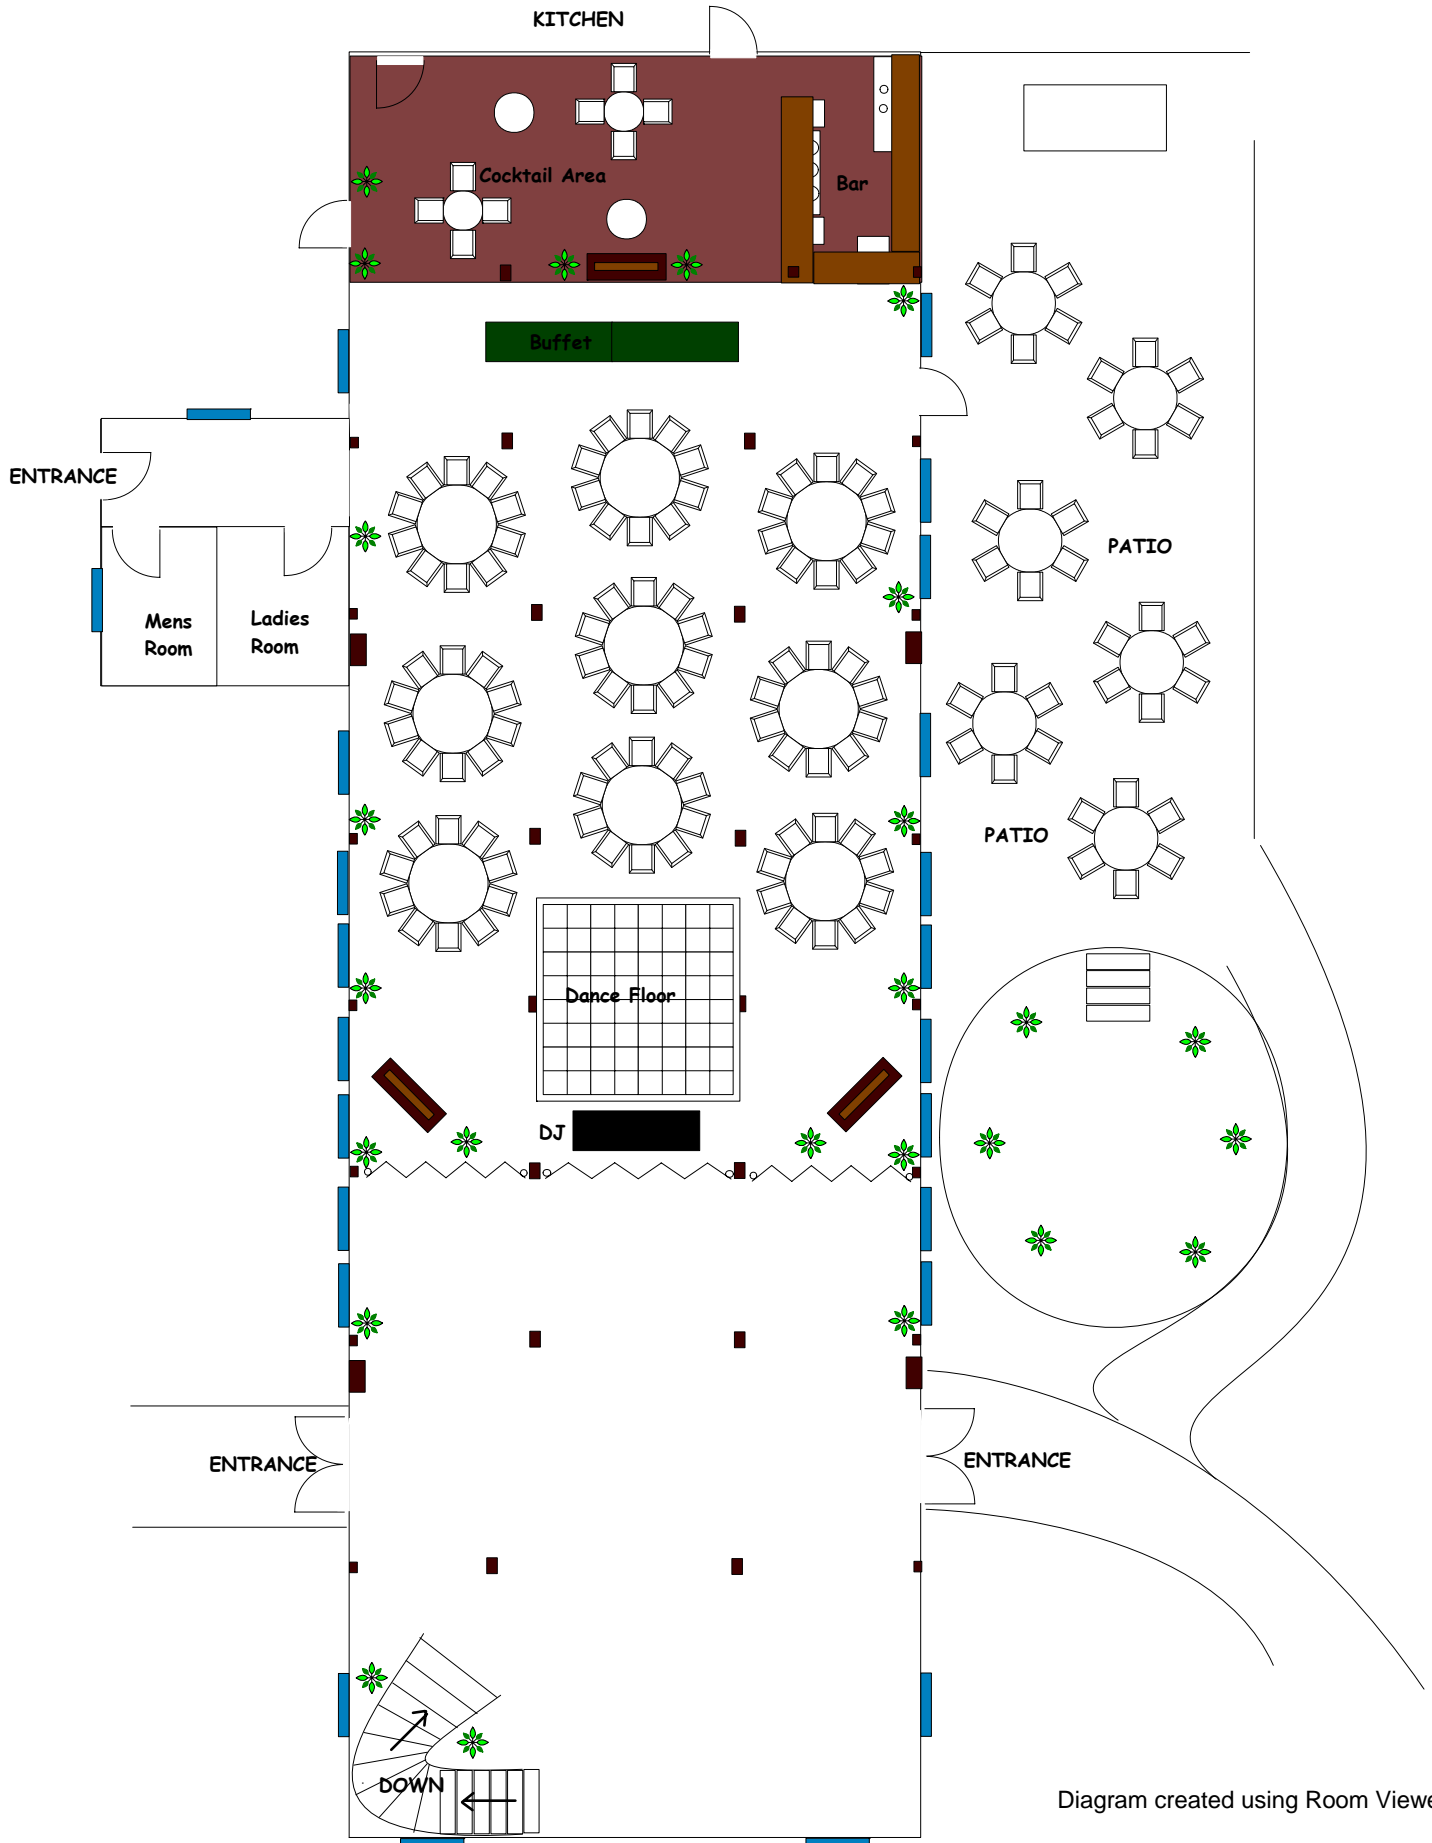 KITCHEN
Cocktail Area
Bar
Buffet
ENTRANCE
PATIO
Mens
Room
Ladies
Room
PATIO
Dance Floor
DJ
ENTRANCE
ENTRANCE
DOWN
Diagram created using Room Viewe